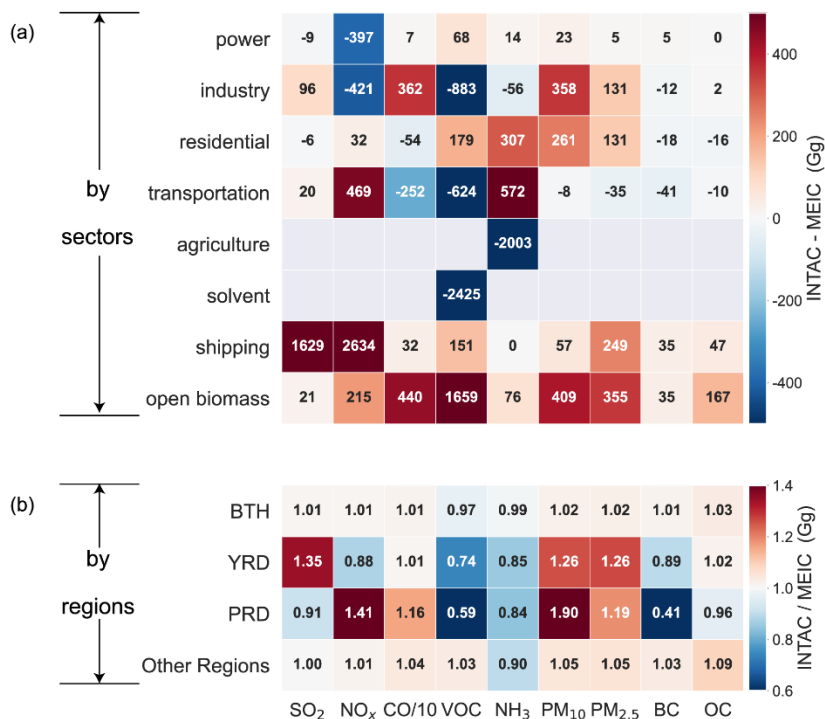 (a)
by
sectors
power -9 -397 7 68 14 23 5 5 0
industry 96 -421 362 -883 -56 358 131 -12 2
residential -6 32 -54 179 307 261 131 -18 -16
transportation 20 469 -252 -624 572 -8 -35 -41 -10
agriculture -2003
solvent -2425
shipping 1629 2634 32 151 0 57 249 35 47
open biomass 21 215 440 1659 76 409 355 35 167
400
200
0
-200
-400
INTAC - MEIC (Gg)
(b)
by
regions
BTH 1.01 1.01 1.01 0.97 0.99 1.02 1.02 1.01 1.03
YRD 1.35 0.88 1.01 0.74 0.85 1.26 1.26 0.89 1.02
PRD 0.91 1.41 1.16 0.59 0.84 1.90 1.19 0.41 0.96
Other Regions 1.00 1.01 1.04 1.03 0.90 1.05 1.05 1.03 1.09
SO₂ NOₓ CO/10 VOC NH₃ PM₁₀ PM₂.₅ BC OC
1.4
1.2
1.0
0.8
0.6
INTAC / MEIC (Gg)